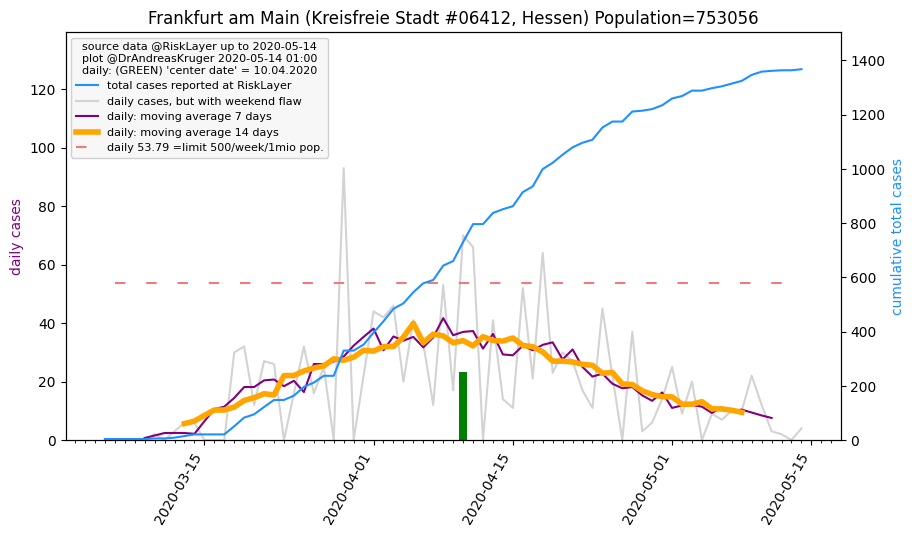 Frankfurt am Main (Kreisfreie Stadt #06412, Hessen) Population=753056
source data @RiskLayer up to 2020-05-14
plot @DrAndreasKruger 2020-05-14 01:00
daily: (GREEN) 'center date' = 10.04.2020
total cases reported at RiskLayer
daily cases, but with weekend flaw
daily: moving average 7 days
daily: moving average 14 days
daily 53.79 =limit 500/week/1mio pop.
daily cases
120
100
80
60
40
20
0
1400
1200
1000
800
600
400
200
0
cumulative total cases
2020-03-15
2020-04-01
2020-04-15
2020-05-01
2020-05-15